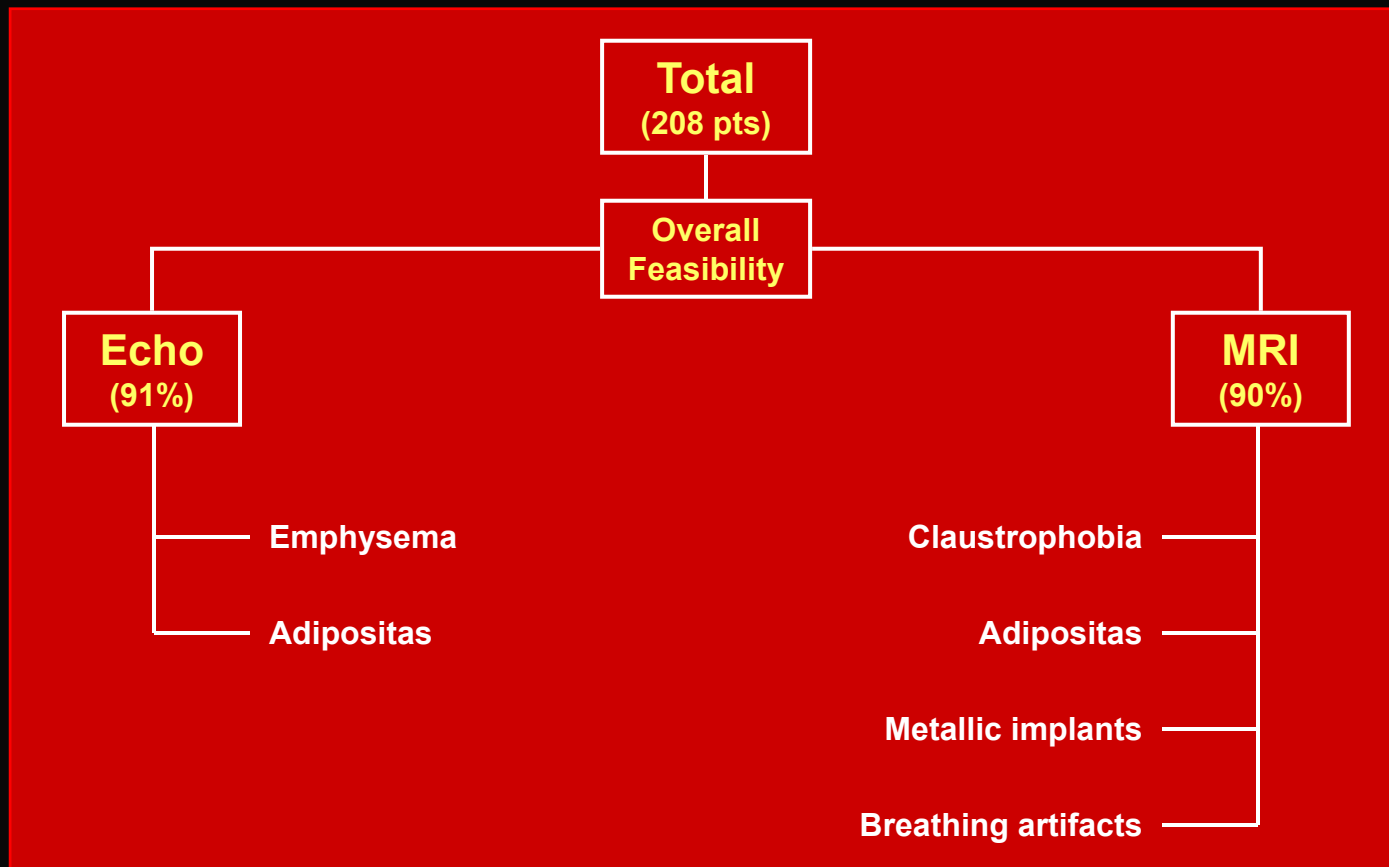 Total
(208 pts)
Overall
Feasibility
Echo
(91%)
MRI
(90%)
Emphysema
Adipositas
Claustrophobia
Adipositas
Metallic implants
Breathing artifacts